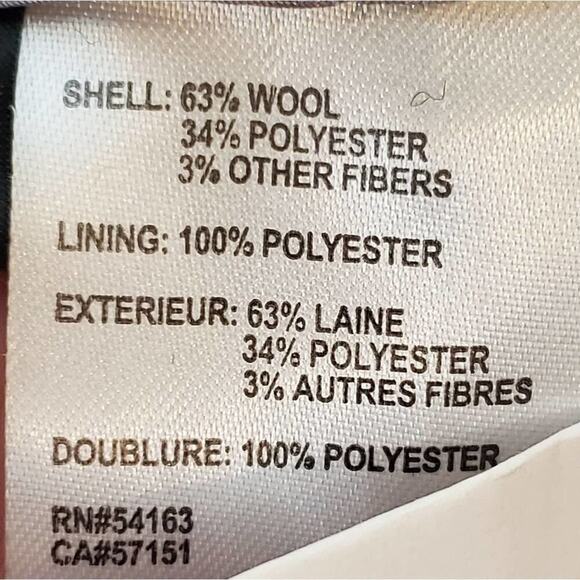 SHELL: 63% WOOL
34% POLYESTER
3% OTHER FIBERS
LINING: 100% POLYESTER
EXTERIEUR: 63% LAINE
34% POLYESTER
3% AUTRES FIBRES
DOUBLURE: 100% POLYESTER
RN#54163
CA#57151